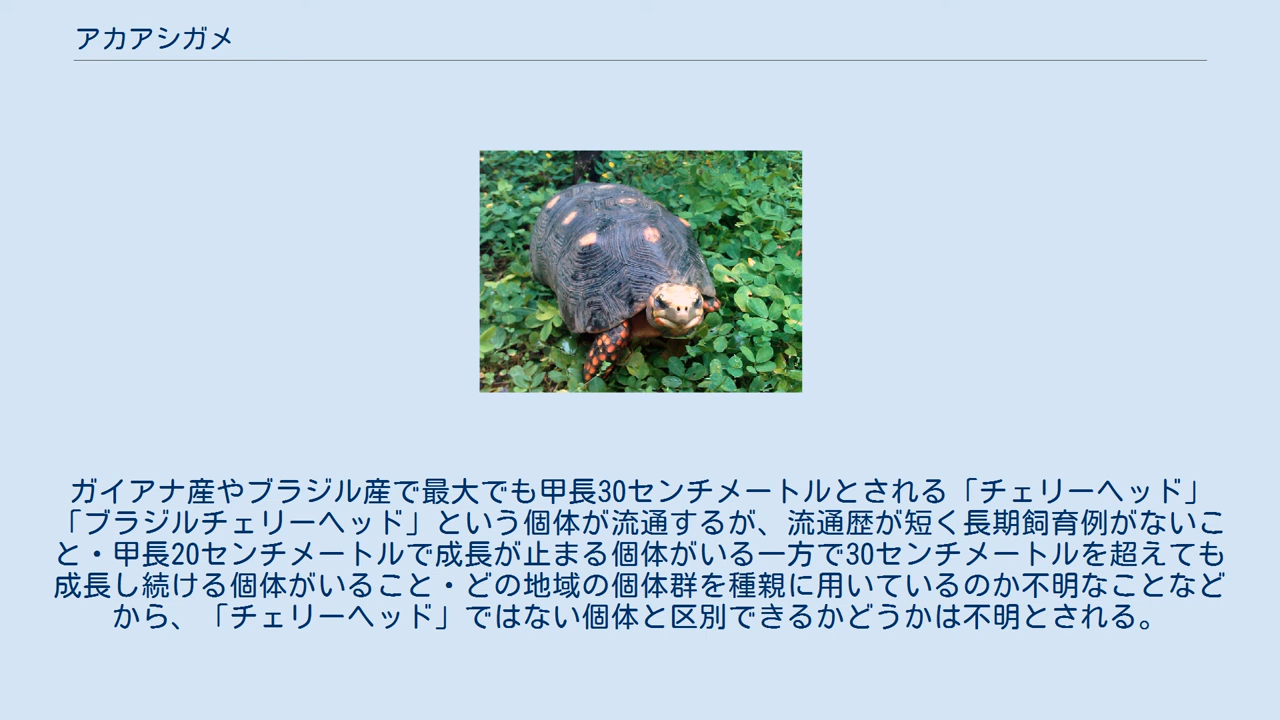 アカアシガメ
ガイアナ産やブラジル産で最大でも甲長30センチメートルとされる「チェリーヘッド」
「ブラジルチェリーヘッド」という個体が流通するが、流通歴が短く長期飼育例がないこ
と・甲長20センチメートルで成長が止まる個体がいる一方で30センチメートルを超えても
成長し続ける個体がいること・どの地域の個体群を種親に用いているのか不明なことなど
から、「チェリーヘッド」ではない個体と区別できるかどうかは不明とされる。